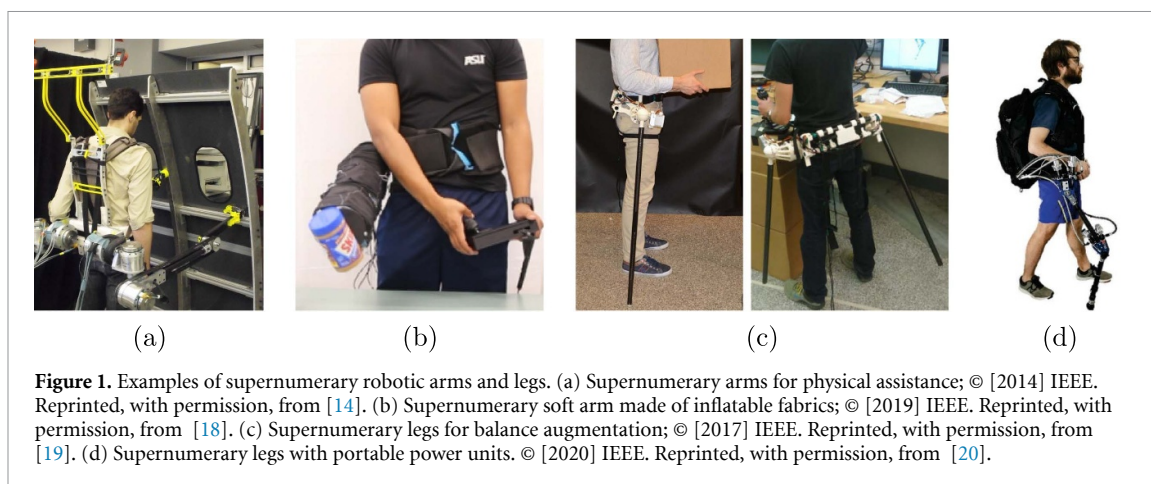 ASU
SK
(a)
(b)
(c)
(d)
Figure 1. Examples of supernumerary robotic arms and legs. (a) Supernumerary arms for physical assistance; © [2014] IEEE.
Reprinted, with permission, from [14]. (b) Supernumerary soft arm made of inflatable fabrics; © [2019] IEEE. Reprinted, with
permission, from [18]. (c) Supernumerary legs for balance augmentation; © [2017] IEEE. Reprinted, with permission, from
[19]. (d) Supernumerary legs with portable power units. © [2020] IEEE. Reprinted, with permission, from [20].